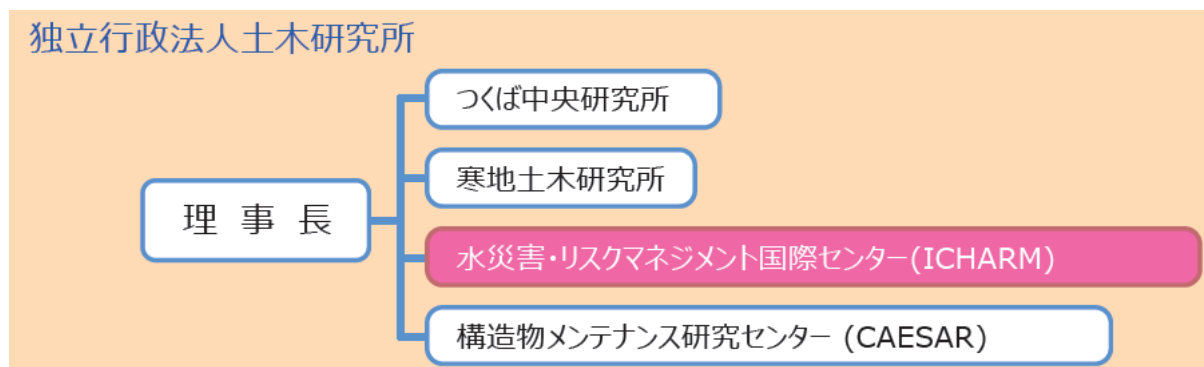 独立行政法人土木研究所
つくば中央研究所
寒地土木研究所
理 事 長
水災害・リスクマネジメント国際センター(ICHARM)
構造物メンテナンス研究センター (CAESAR)